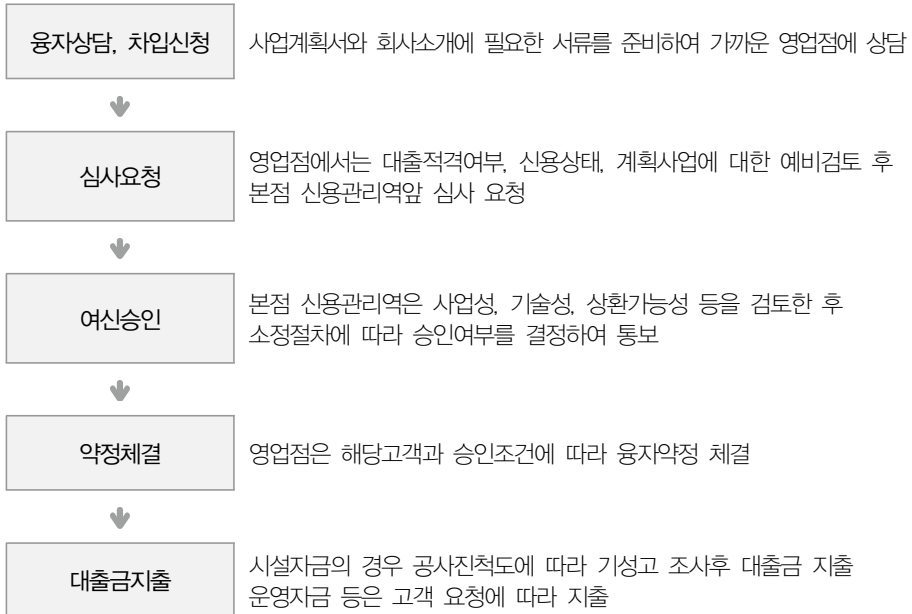 융자상담, 차입신청
사업계획서와 회사소개에 필요한 서류를 준비하여 가까운 영업점에 상담
심사요청
영업점에서는 대출적격여부, 신용상태, 계획사업에 대한 예비검토 후
본점 신용관리역앞 심사 요청
여신승인
본점 신용관리역은 사업성, 기술성, 상환가능성 등을 검토한 후
소정절차에 따라 승인여부를 결정하여 통보
약정체결
영업점은 해당고객과 승인조건에 따라 융자약정 체결
대출금지출
시설자금의 경우 공사진척도에 따라 기성고 조사후 대출금 지출
운영자금 등은 고객 요청에 따라 지출